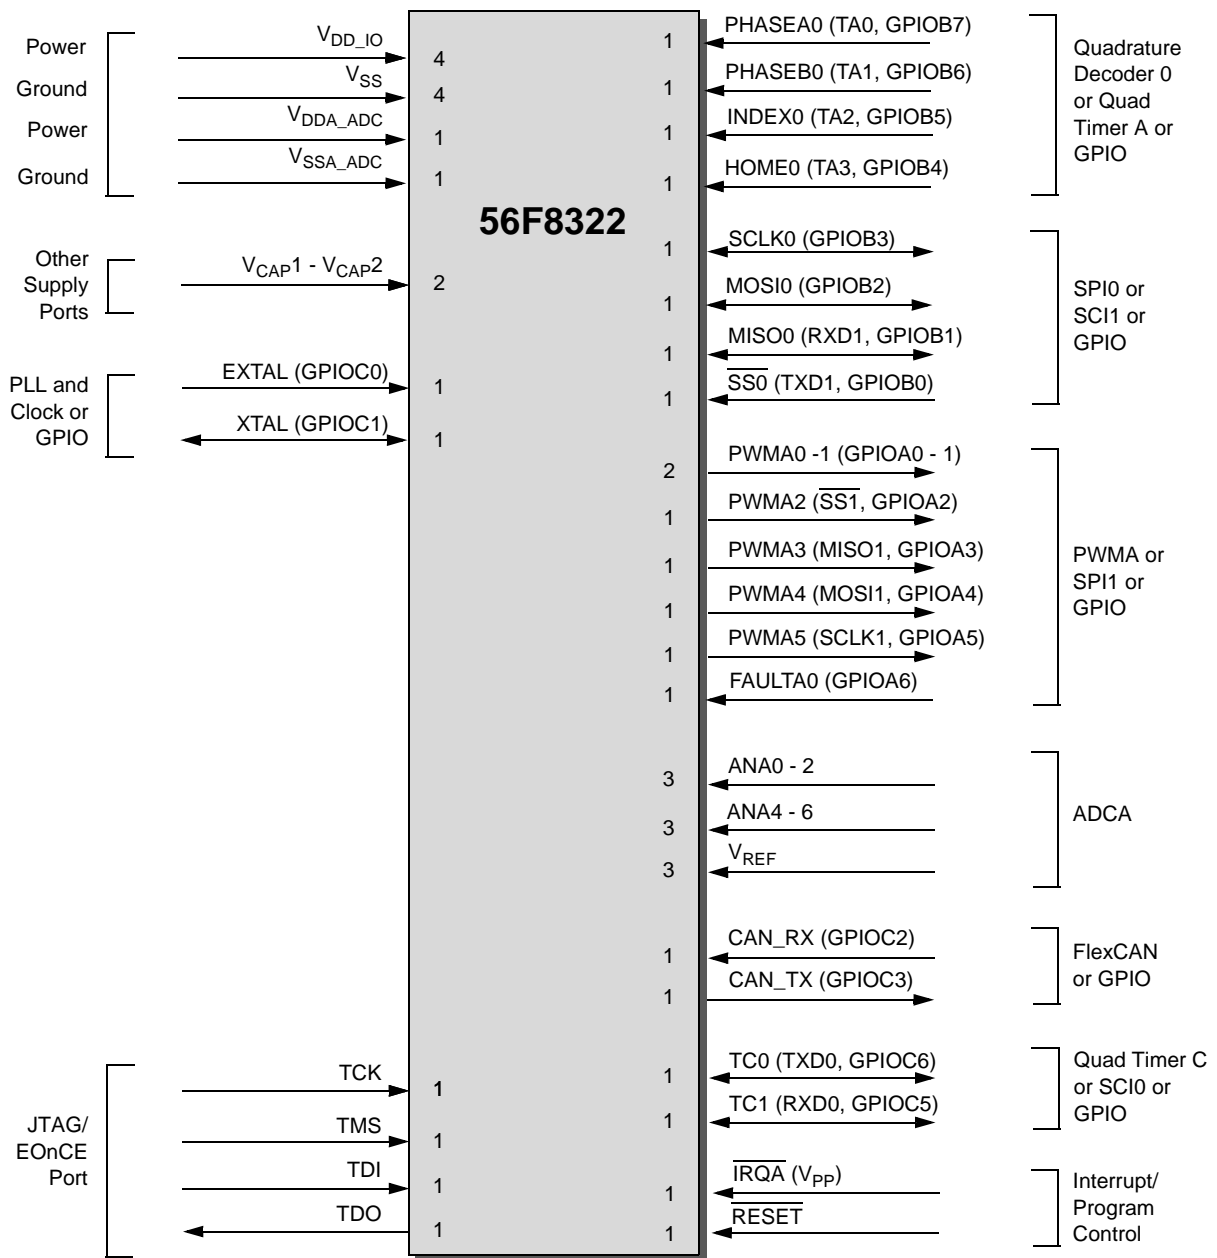 56F8322
Power
V_DD_IO
4
Ground
V_SS
4
Power
V_DDA_ADC
1
Ground
V_SSA_ADC
1
Other
Supply
Ports
V_CAP1 - V_CAP2
2
PLL and
Clock or
GPIO
EXTAL (GPIOC0)
1
XTAL (GPIOC1)
1
JTAG/
EOnCE
Port
TCK
1
TMS
1
TDI
1
TDO
1
1
PHASEA0 (TA0, GPIOB7)
1
PHASEB0 (TA1, GPIOB6)
1
INDEX0 (TA2, GPIOB5)
1
HOME0 (TA3, GPIOB4)
Quadrature
Decoder 0
or Quad
Timer A or
GPIO
1
SCLK0 (GPIOB3)
1
MOSI0 (GPIOB2)
1
MISO0 (RXD1, GPIOB1)
1
S̅S̅0̅ (TXD1, GPIOB0)
SPI0 or
SCI1 or
GPIO
2
PWMA0 -1 (GPIOA0 - 1)
1
PWMA2 (S̅S̅1̅, GPIOA2)
1
PWMA3 (MISO1, GPIOA3)
1
PWMA4 (MOSI1, GPIOA4)
1
PWMA5 (SCLK1, GPIOA5)
1
FAULTA0 (GPIOA6)
PWMA or
SPI1 or
GPIO
3
ANA0 - 2
3
ANA4 - 6
3
V_REF
ADCA
1
CAN_RX (GPIOC2)
1
CAN_TX (GPIOC3)
FlexCAN
or GPIO
1
TC0 (TXD0, GPIOC6)
1
TC1 (RXD0, GPIOC5)
Quad Timer C
or SCI0 or
GPIO
1
I̅R̅Q̅A̅ (V_PP)
1
R̅E̅S̅E̅T̅
Interrupt/
Program
Control